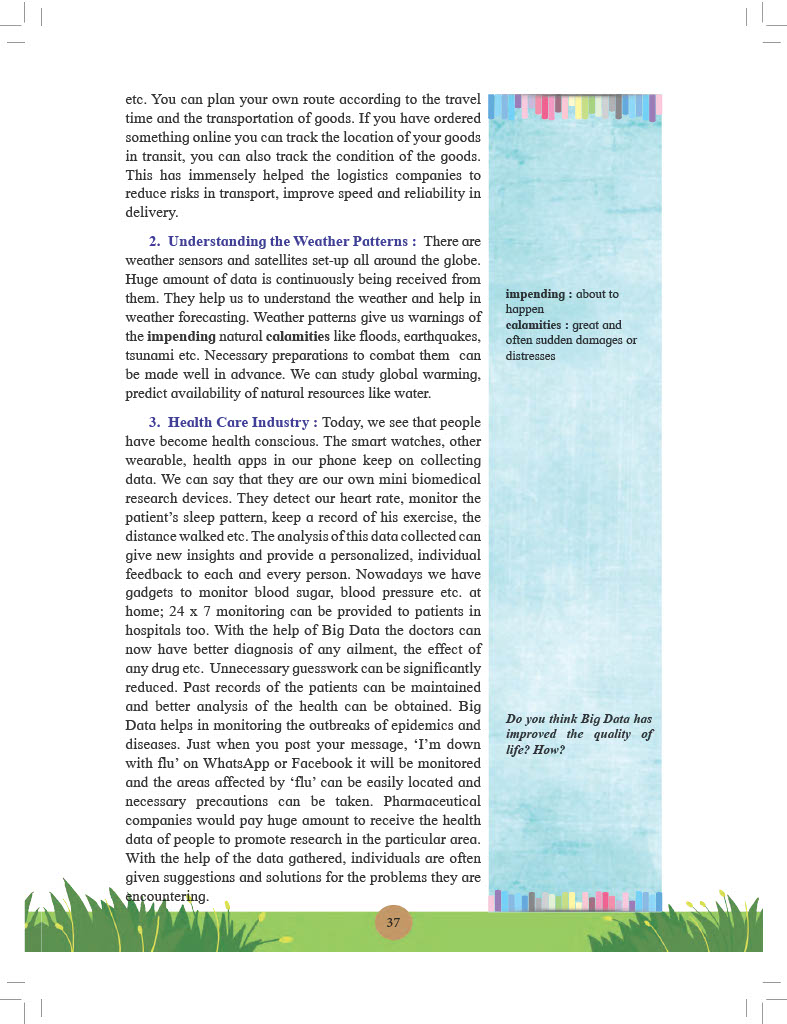 etc. You can plan your own route according to the travel
time and the transportation of goods. If you have ordered
something online you can track the location of your goods
in transit, you can also track the condition of the goods.
This has immensely helped the logistics companies to
reduce risks in transport, improve speed and reliability in
delivery.
2. Understanding the Weather Patterns : There are
weather sensors and satellites set-up all around the globe.
Huge amount of data is continuously being received from
them. They help us to understand the weather and help in
weather forecasting. Weather patterns give us warnings of
the impending natural calamities like floods, earthquakes,
tsunami etc. Necessary preparations to combat them can
be made well in advance. We can study global warming,
predict availability of natural resources like water.
3. Health Care Industry : Today, we see that people
have become health conscious. The smart watches, other
wearable, health apps in our phone keep on collecting
data. We can say that they are our own mini biomedical
research devices. They detect our heart rate, monitor the
patient's sleep pattern, keep a record of his exercise, the
distance walked etc. The analysis of this data collected can
give new insights and provide a personalized, individual
feedback to each and every person. Nowadays we have
gadgets to monitor blood sugar, blood pressure etc. at
home; 24 x 7 monitoring can be provided to patients in
hospitals too. With the help of Big Data the doctors can
now have better diagnosis of any ailment, the effect of
any drug etc. Unnecessary guesswork can be significantly
reduced. Past records of the patients can be maintained
and better analysis of the health can be obtained. Big
Data helps in monitoring the outbreaks of epidemics and
diseases. Just when you post your message, 'I'm down
with flu' on WhatsApp or Facebook it will be monitored
and the areas affected by 'flu' can be easily located and
necessary precautions can be taken. Pharmaceutical
companies would pay huge amount to receive the health
data of people to promote research in the particular area.
With the help of the data gathered, individuals are often
given suggestions and solutions for the problems they are
encountering.
impending : about to
happen
calamities : great and
often sudden damages or
distresses
Do you think Big Data has
improved the quality of
life? How?
37